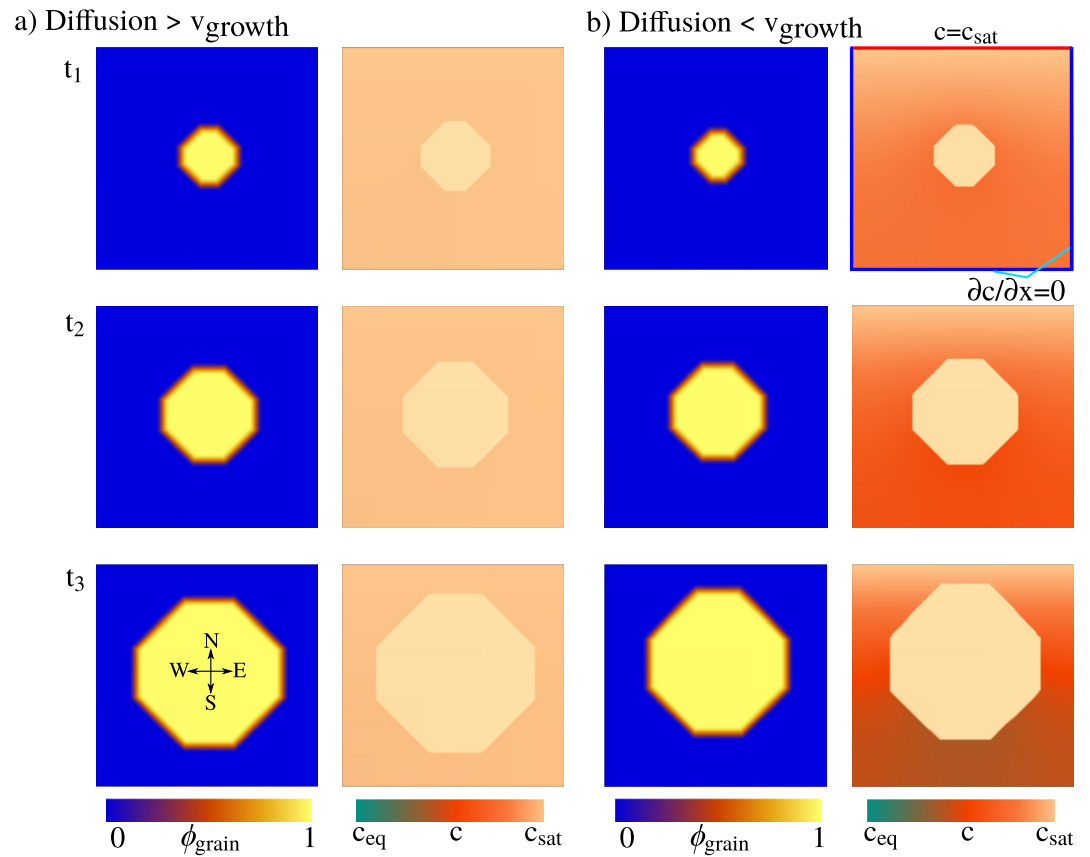 a) Diffusion > vgrowth
b) Diffusion < vgrowth
c=csat
t1
∂c/∂x=0
t2
t3
N
W E
S
0 ϕgrain 1
ceq c csat
0 ϕgrain 1
ceq c csat